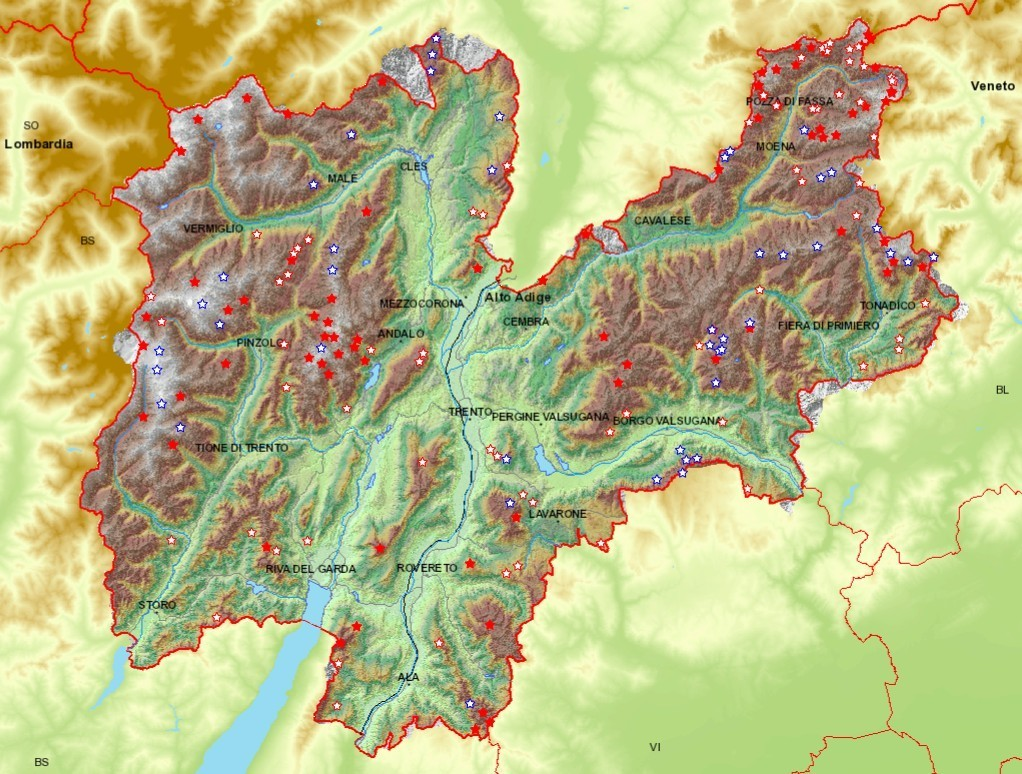 Veneto
POZZA DI FASSA
SO
Lombardia
MOENA
CLES
MALÈ
CAVALESE
VERMIGLIO
BS
Alto Adige
MEZZOCORONA
TONADICO
CEMBRA
FIERA DI PRIMIERO
ANDALO
PINZOLO
BL
TRENTO
PERGINE VALSUGANA
BORGO VALSUGANA
TIONE DI TRENTO
LAVARONE
RIVA DEL GARDA
ROVERETO
STORO
ALA
VI
BS